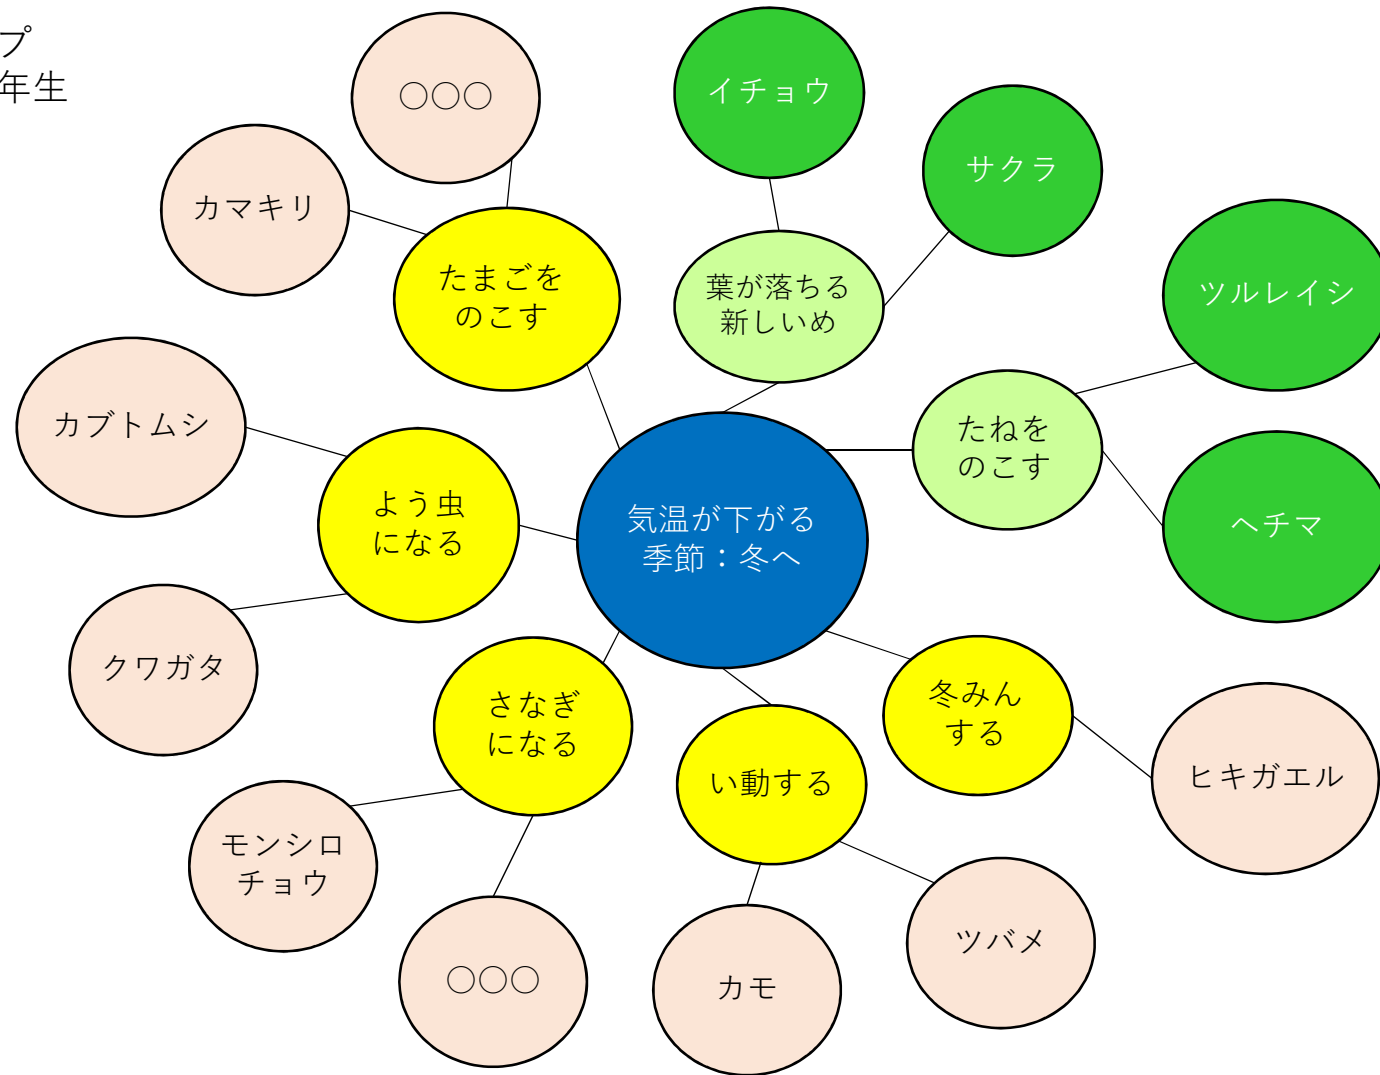 プ
年生
〇〇〇
イチョウ
サクラ
カマキリ
たまごを
のこす
葉が落ちる
新しいめ
ツルレイシ
カブトムシ
たねを
のこす
よう虫
になる
気温が下がる
季節：冬へ
ヘチマ
クワガタ
さなぎ
になる
冬みん
する
い動する
ヒキガエル
モンシロ
チョウ
〇〇〇
カモ
ツバメ